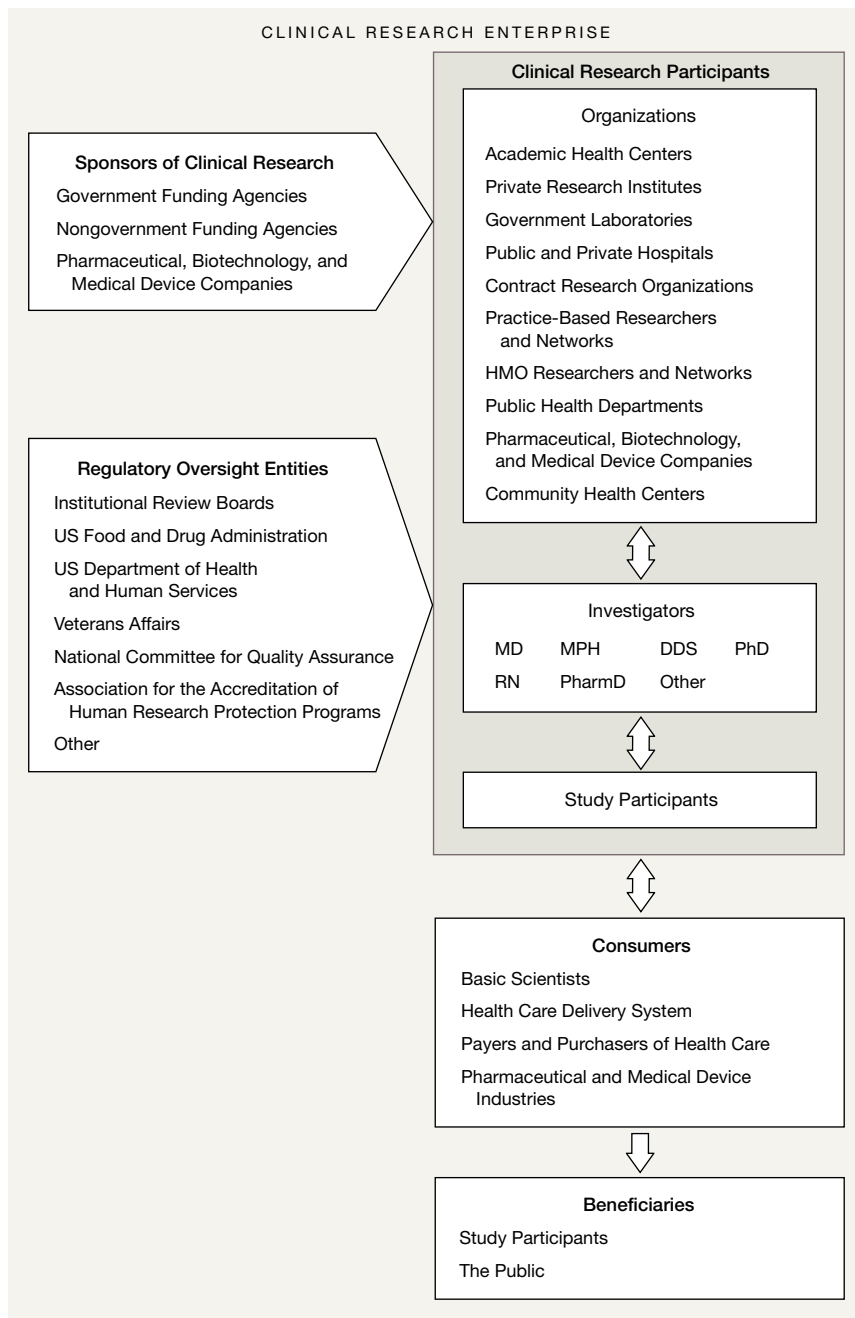 CLINICAL RESEARCH ENTERPRISE
Clinical Research Participants
Organizations
Academic Health Centers
Private Research Institutes
Government Laboratories
Public and Private Hospitals
Contract Research Organizations
Practice-Based Researchers
and Networks
HMO Researchers and Networks
Public Health Departments
Pharmaceutical, Biotechnology,
and Medical Device Companies
Community Health Centers
Sponsors of Clinical Research
Government Funding Agencies
Nongovernment Funding Agencies
Pharmaceutical, Biotechnology, and
Medical Device Companies
Regulatory Oversight Entities
Institutional Review Boards
US Food and Drug Administration
US Department of Health
and Human Services
Veterans Affairs
National Committee for Quality Assurance
Association for the Accreditation of
Human Research Protection Programs
Other
Investigators
MD MPH DDS PhD
RN PharmD Other
Study Participants
Consumers
Basic Scientists
Health Care Delivery System
Payers and Purchasers of Health Care
Pharmaceutical and Medical Device
Industries
Beneficiaries
Study Participants
The Public